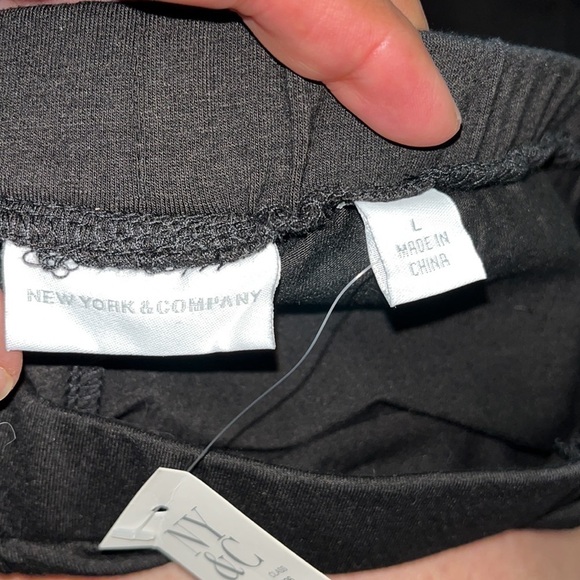 NEW YORK & COMPANY
L
MADE IN
CHINA
NY
&C